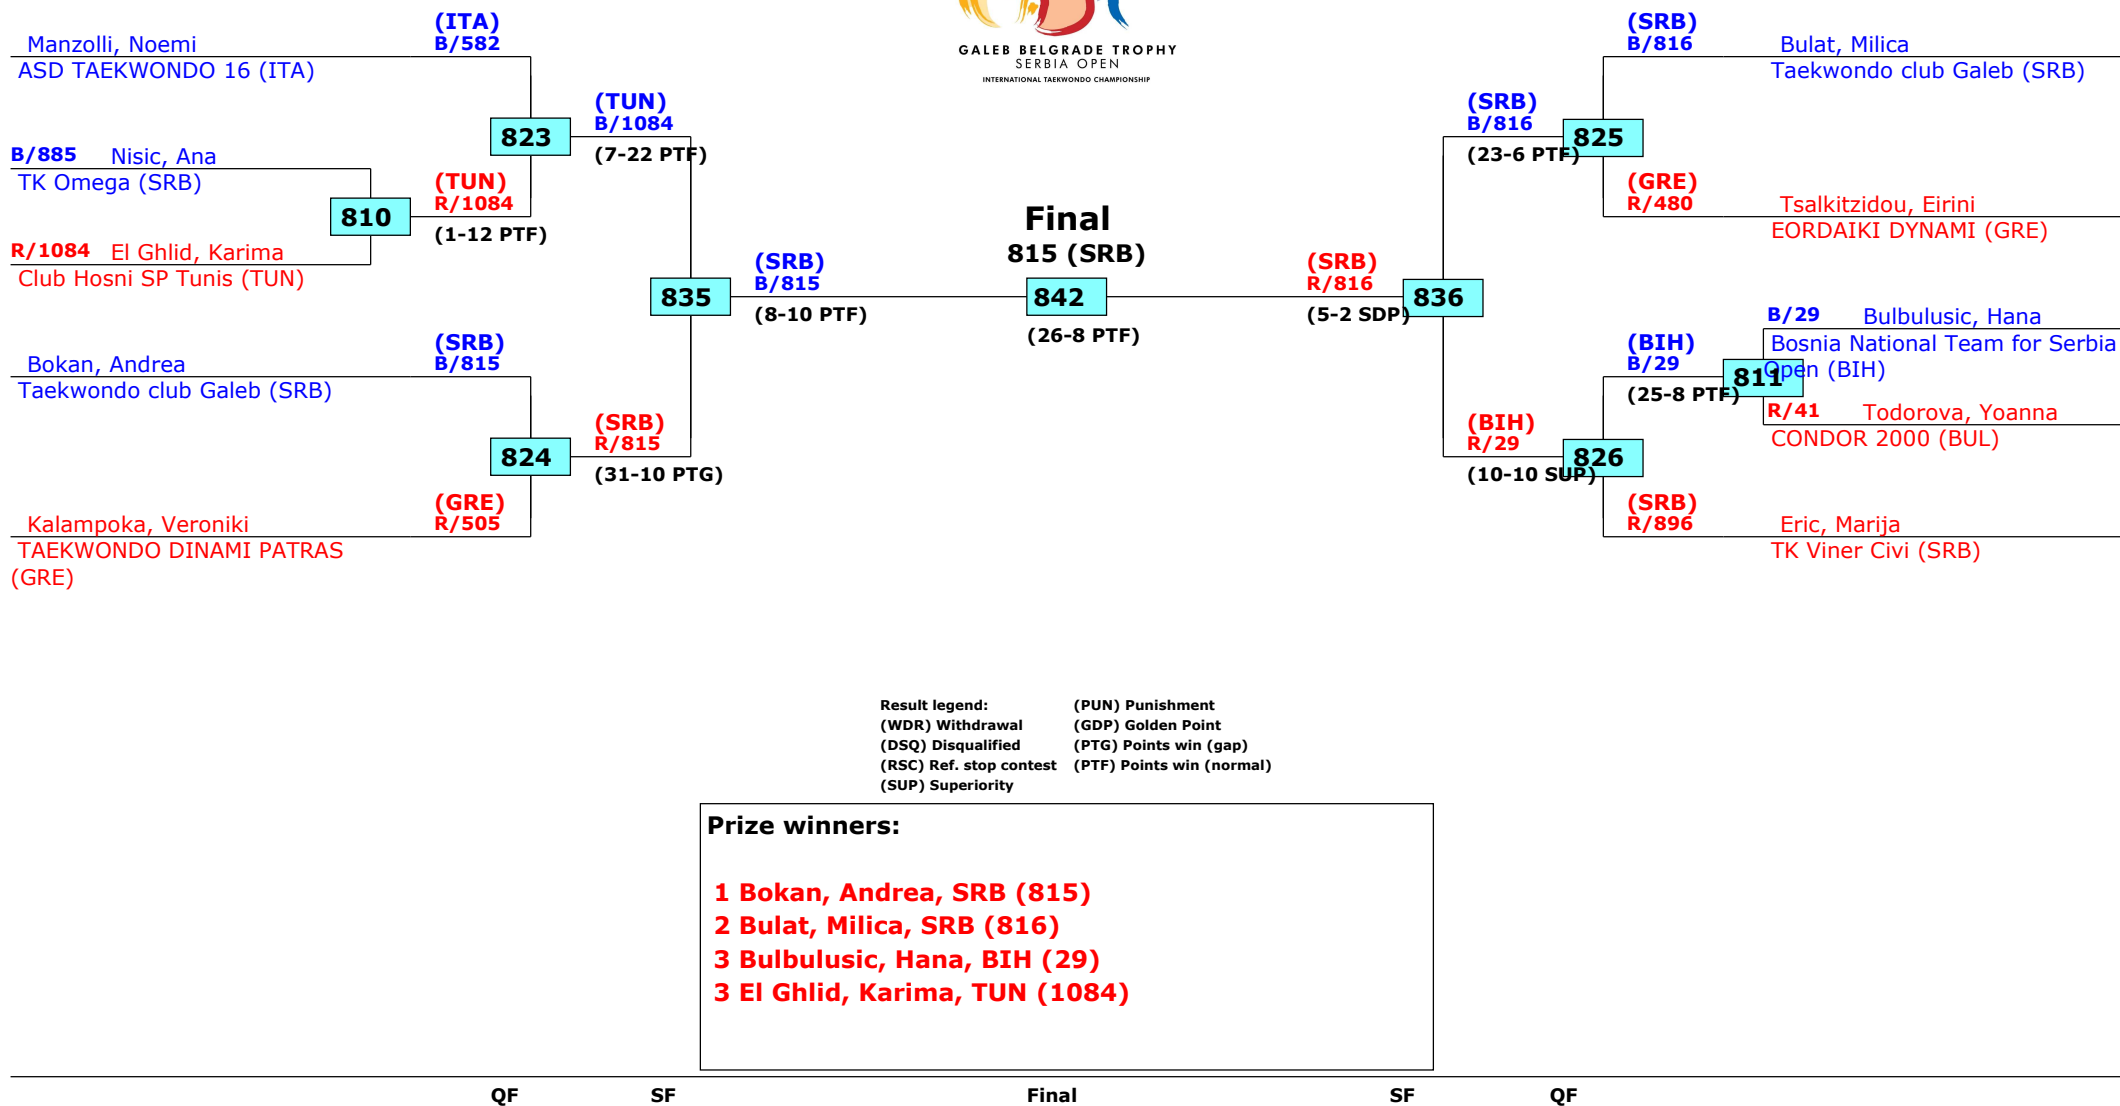 GALEB BELGRADE TROPHY
SERBIA OPEN
INTERNATIONAL TAEKWONDO CHAMPIONSHIP
(ITA)
B/582
Manzolli, Noemi
ASD TAEKWONDO 16 (ITA)
823
(TUN)
B/1084
(7-22 PTF)
B/885 Nisic, Ana
TK Omega (SRB)
810
(TUN)
R/1084
(1-12 PTF)
R/1084 El Ghlid, Karima
Club Hosni SP Tunis (TUN)
835
(SRB)
B/815
(8-10 PTF)
(SRB)
B/815
Bokan, Andrea
Taekwondo club Galeb (SRB)
824
(SRB)
R/815
(31-10 PTG)
(GRE)
R/505
Kalampoka, Veroniki
TAEKWONDO DINAMI PATRAS
(GRE)
Final
815 (SRB)
842
(26-8 PTF)
(SRB)
R/816
(5-2 SDP)
836
(SRB)
B/816
(23-6 PTF)
825
(SRB)
B/816
Bulat, Milica
Taekwondo club Galeb (SRB)
(GRE)
R/480
Tsalkitzidou, Eirini
EORDAIKI DYNAMI (GRE)
(BIH)
R/29
(10-10 SUP)
826
(BIH)
B/29
(25-8 PTF)
811
B/29 Bulbulusic, Hana
Bosnia National Team for Serbia
Open (BIH)
R/41 Todorova, Yoanna
CONDOR 2000 (BUL)
(SRB)
R/896
Eric, Marija
TK Viner Civi (SRB)
Result legend: (PUN) Punishment
(WDR) Withdrawal (GDP) Golden Point
(DSQ) Disqualified (PTG) Points win (gap)
(RSC) Ref. stop contest (PTF) Points win (normal)
(SUP) Superiority
Prize winners:
1 Bokan, Andrea, SRB (815)
2 Bulat, Milica, SRB (816)
3 Bulbulusic, Hana, BIH (29)
3 El Ghlid, Karima, TUN (1084)
QF SF Final SF QF